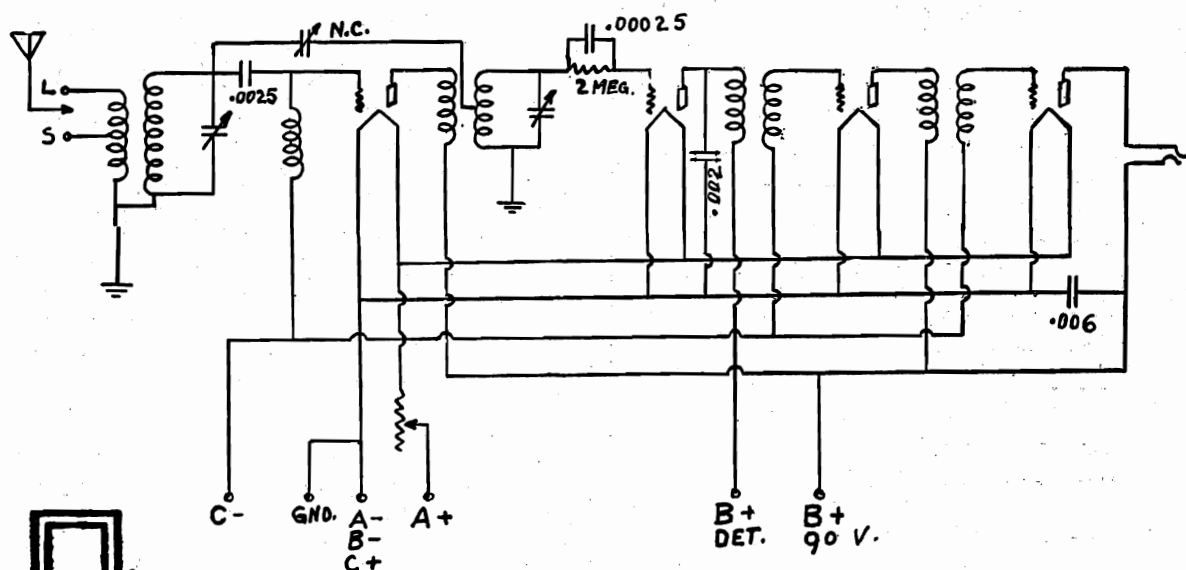 N.C.
.00025
L
.0025
2 MEG.
S
.002
.006
C-
GND.
A-
B-
C+
A+
B+
DET.
B+
90 V.